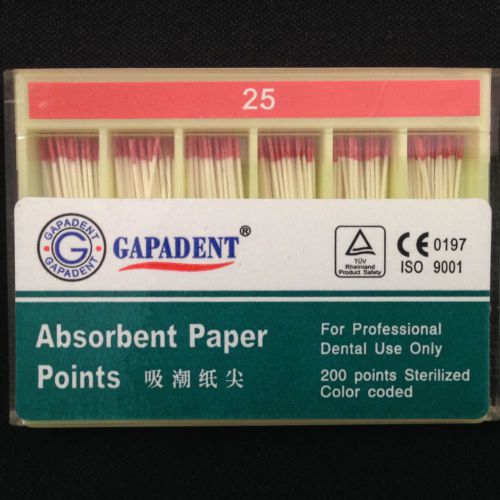 25
GAPADENT
G
GAPADENT
GAPADENT®
TÜV
Rheinland
Product Safety
CE 0197
ISO 9001
Absorbent Paper
Points 吸潮纸尖
For Professional
Dental Use Only
200 points Sterilized
Color coded